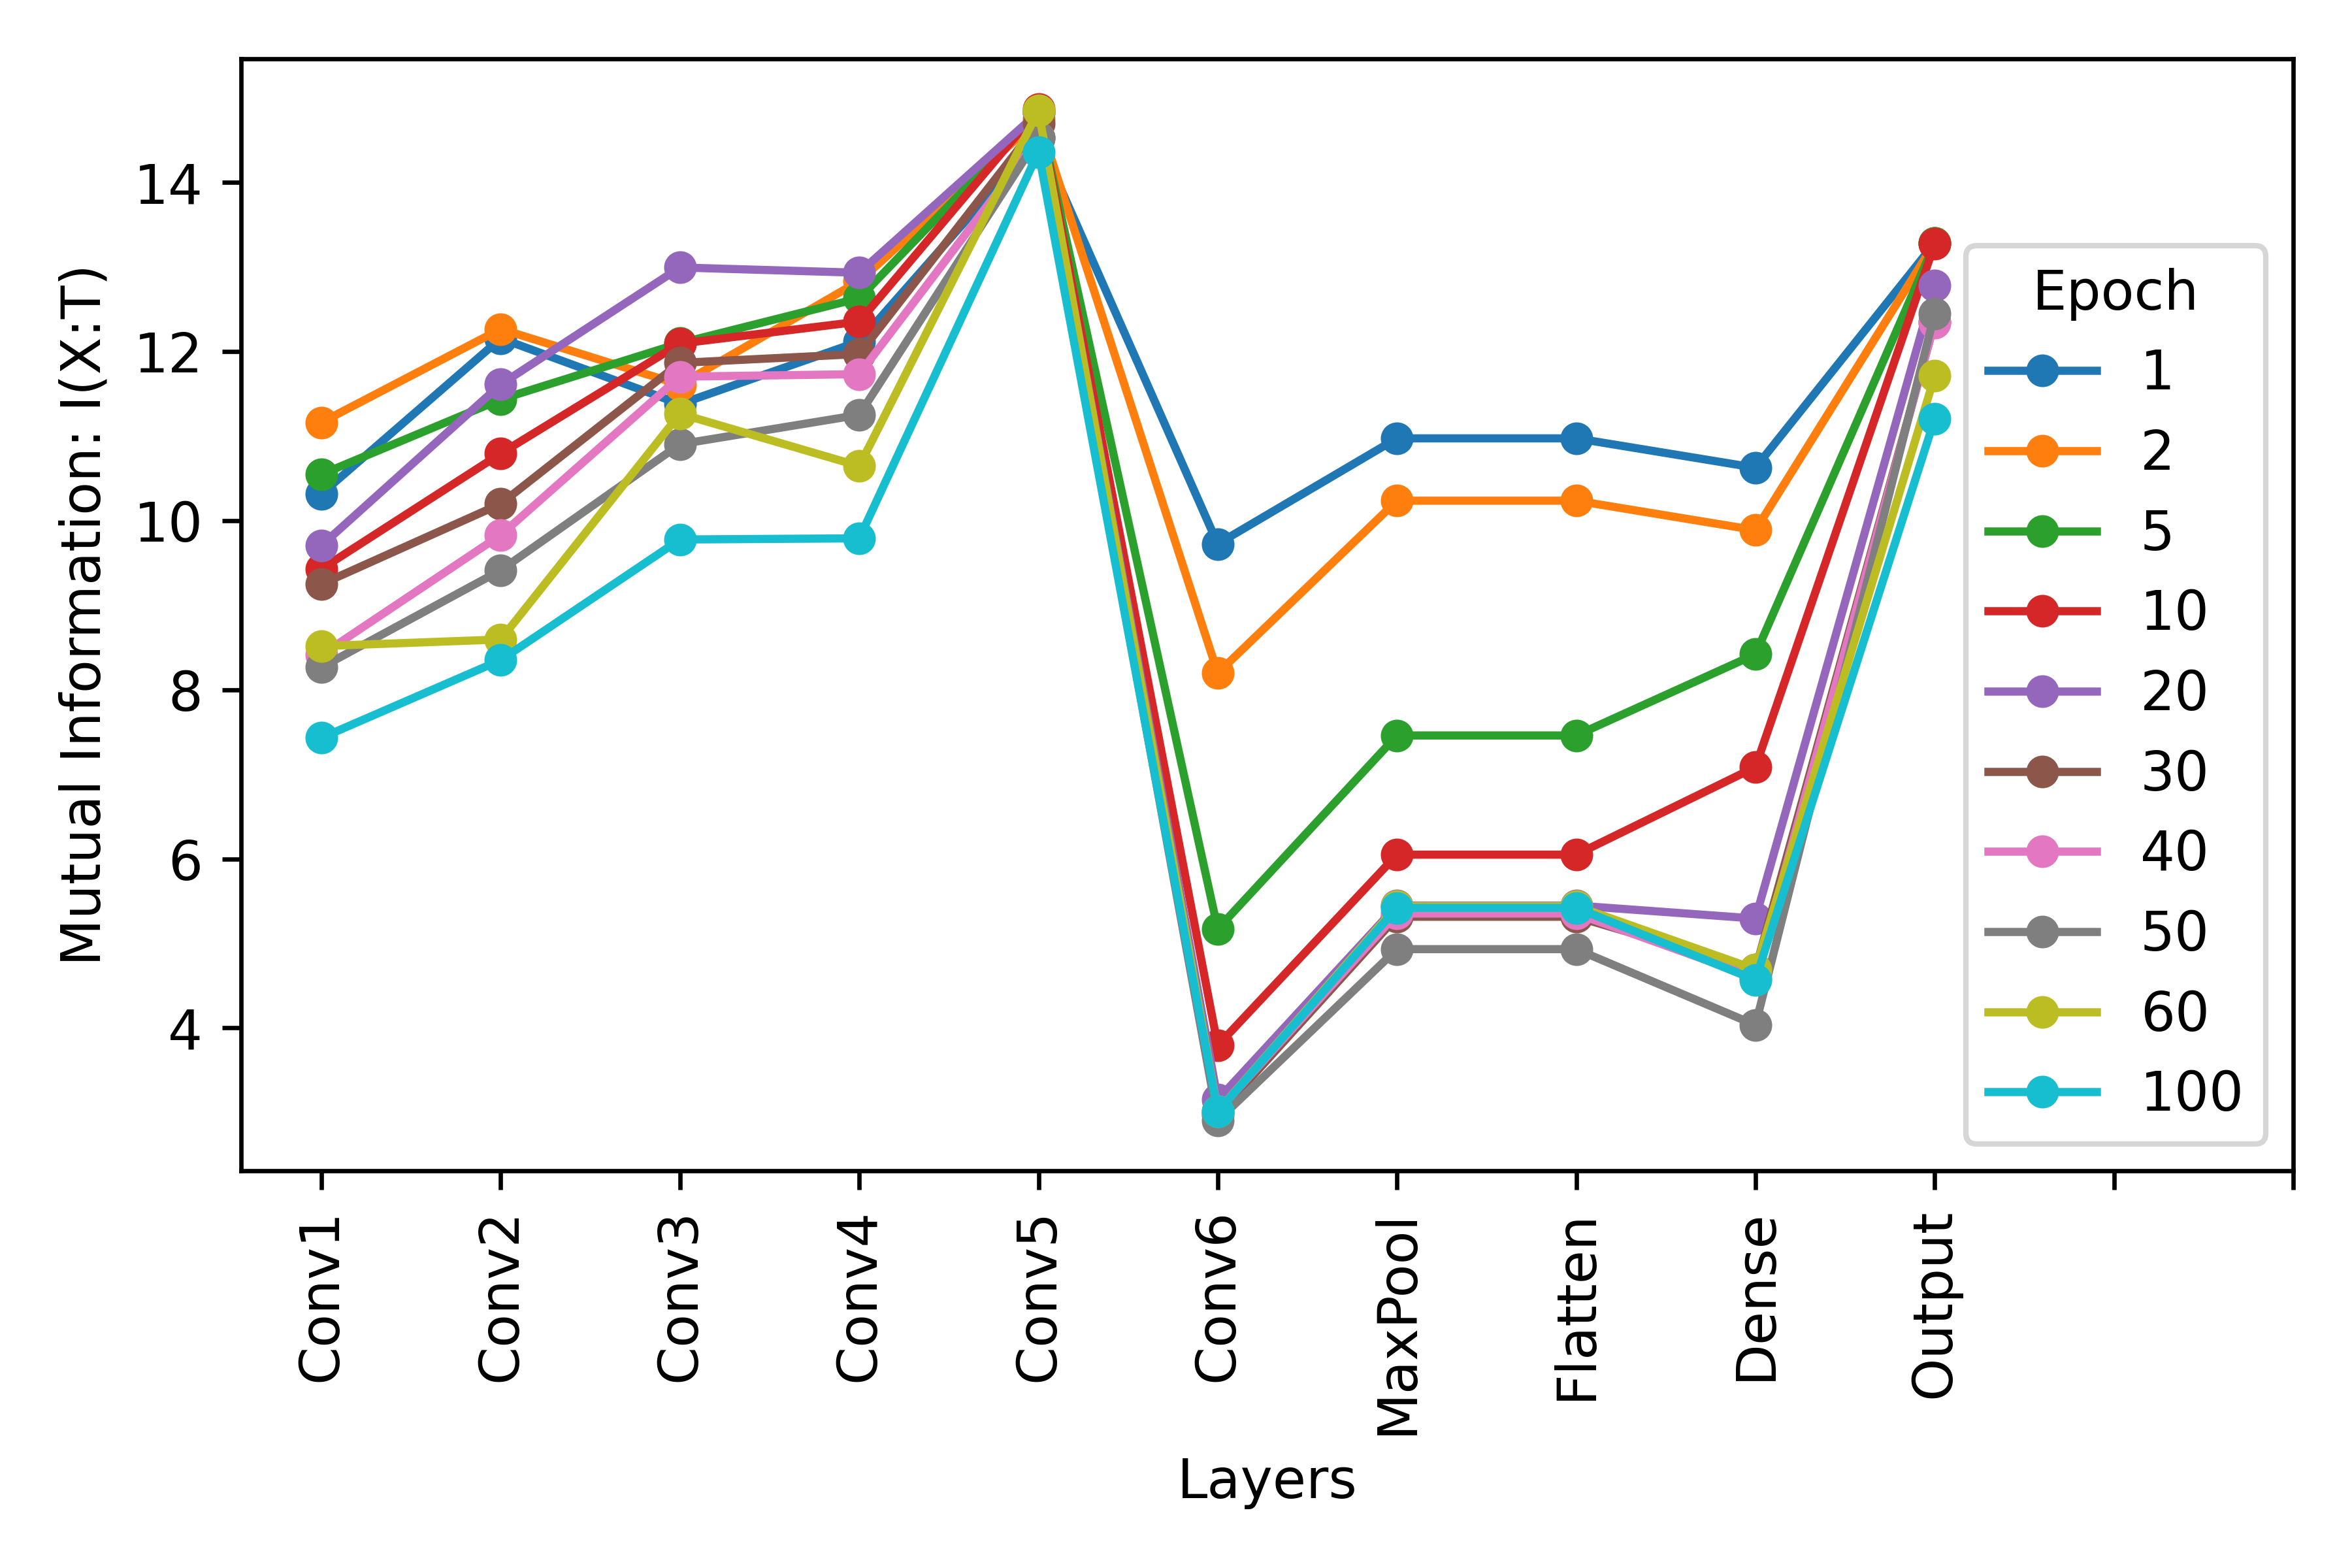 Mutual Information: I(X:T)
14
12
10
8
6
4
Epoch
1
2
5
10
20
30
40
50
60
100
Conv1
Conv2
Conv3
Conv4
Conv5
Conv6
MaxPool
Flatten
Dense
Output
Layers